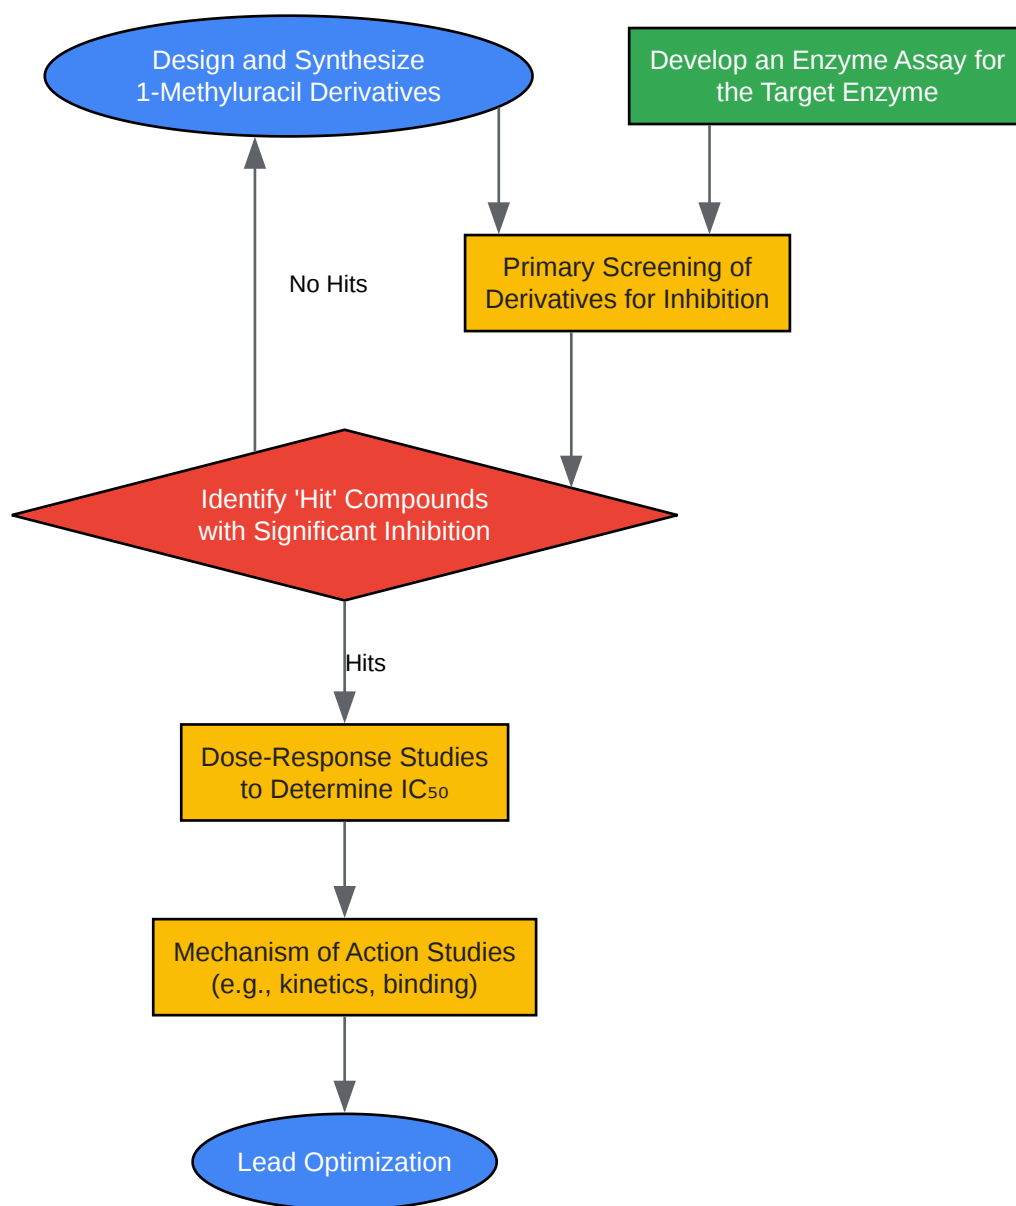 Design and Synthesize
1-Methyluracil Derivatives
Develop an Enzyme Assay for
the Target Enzyme
Primary Screening of
Derivatives for Inhibition
No Hits
Identify 'Hit' Compounds
with Significant Inhibition
Hits
Dose-Response Studies
to Determine IC₅₀
Mechanism of Action Studies
(e.g., kinetics, binding)
Lead Optimization